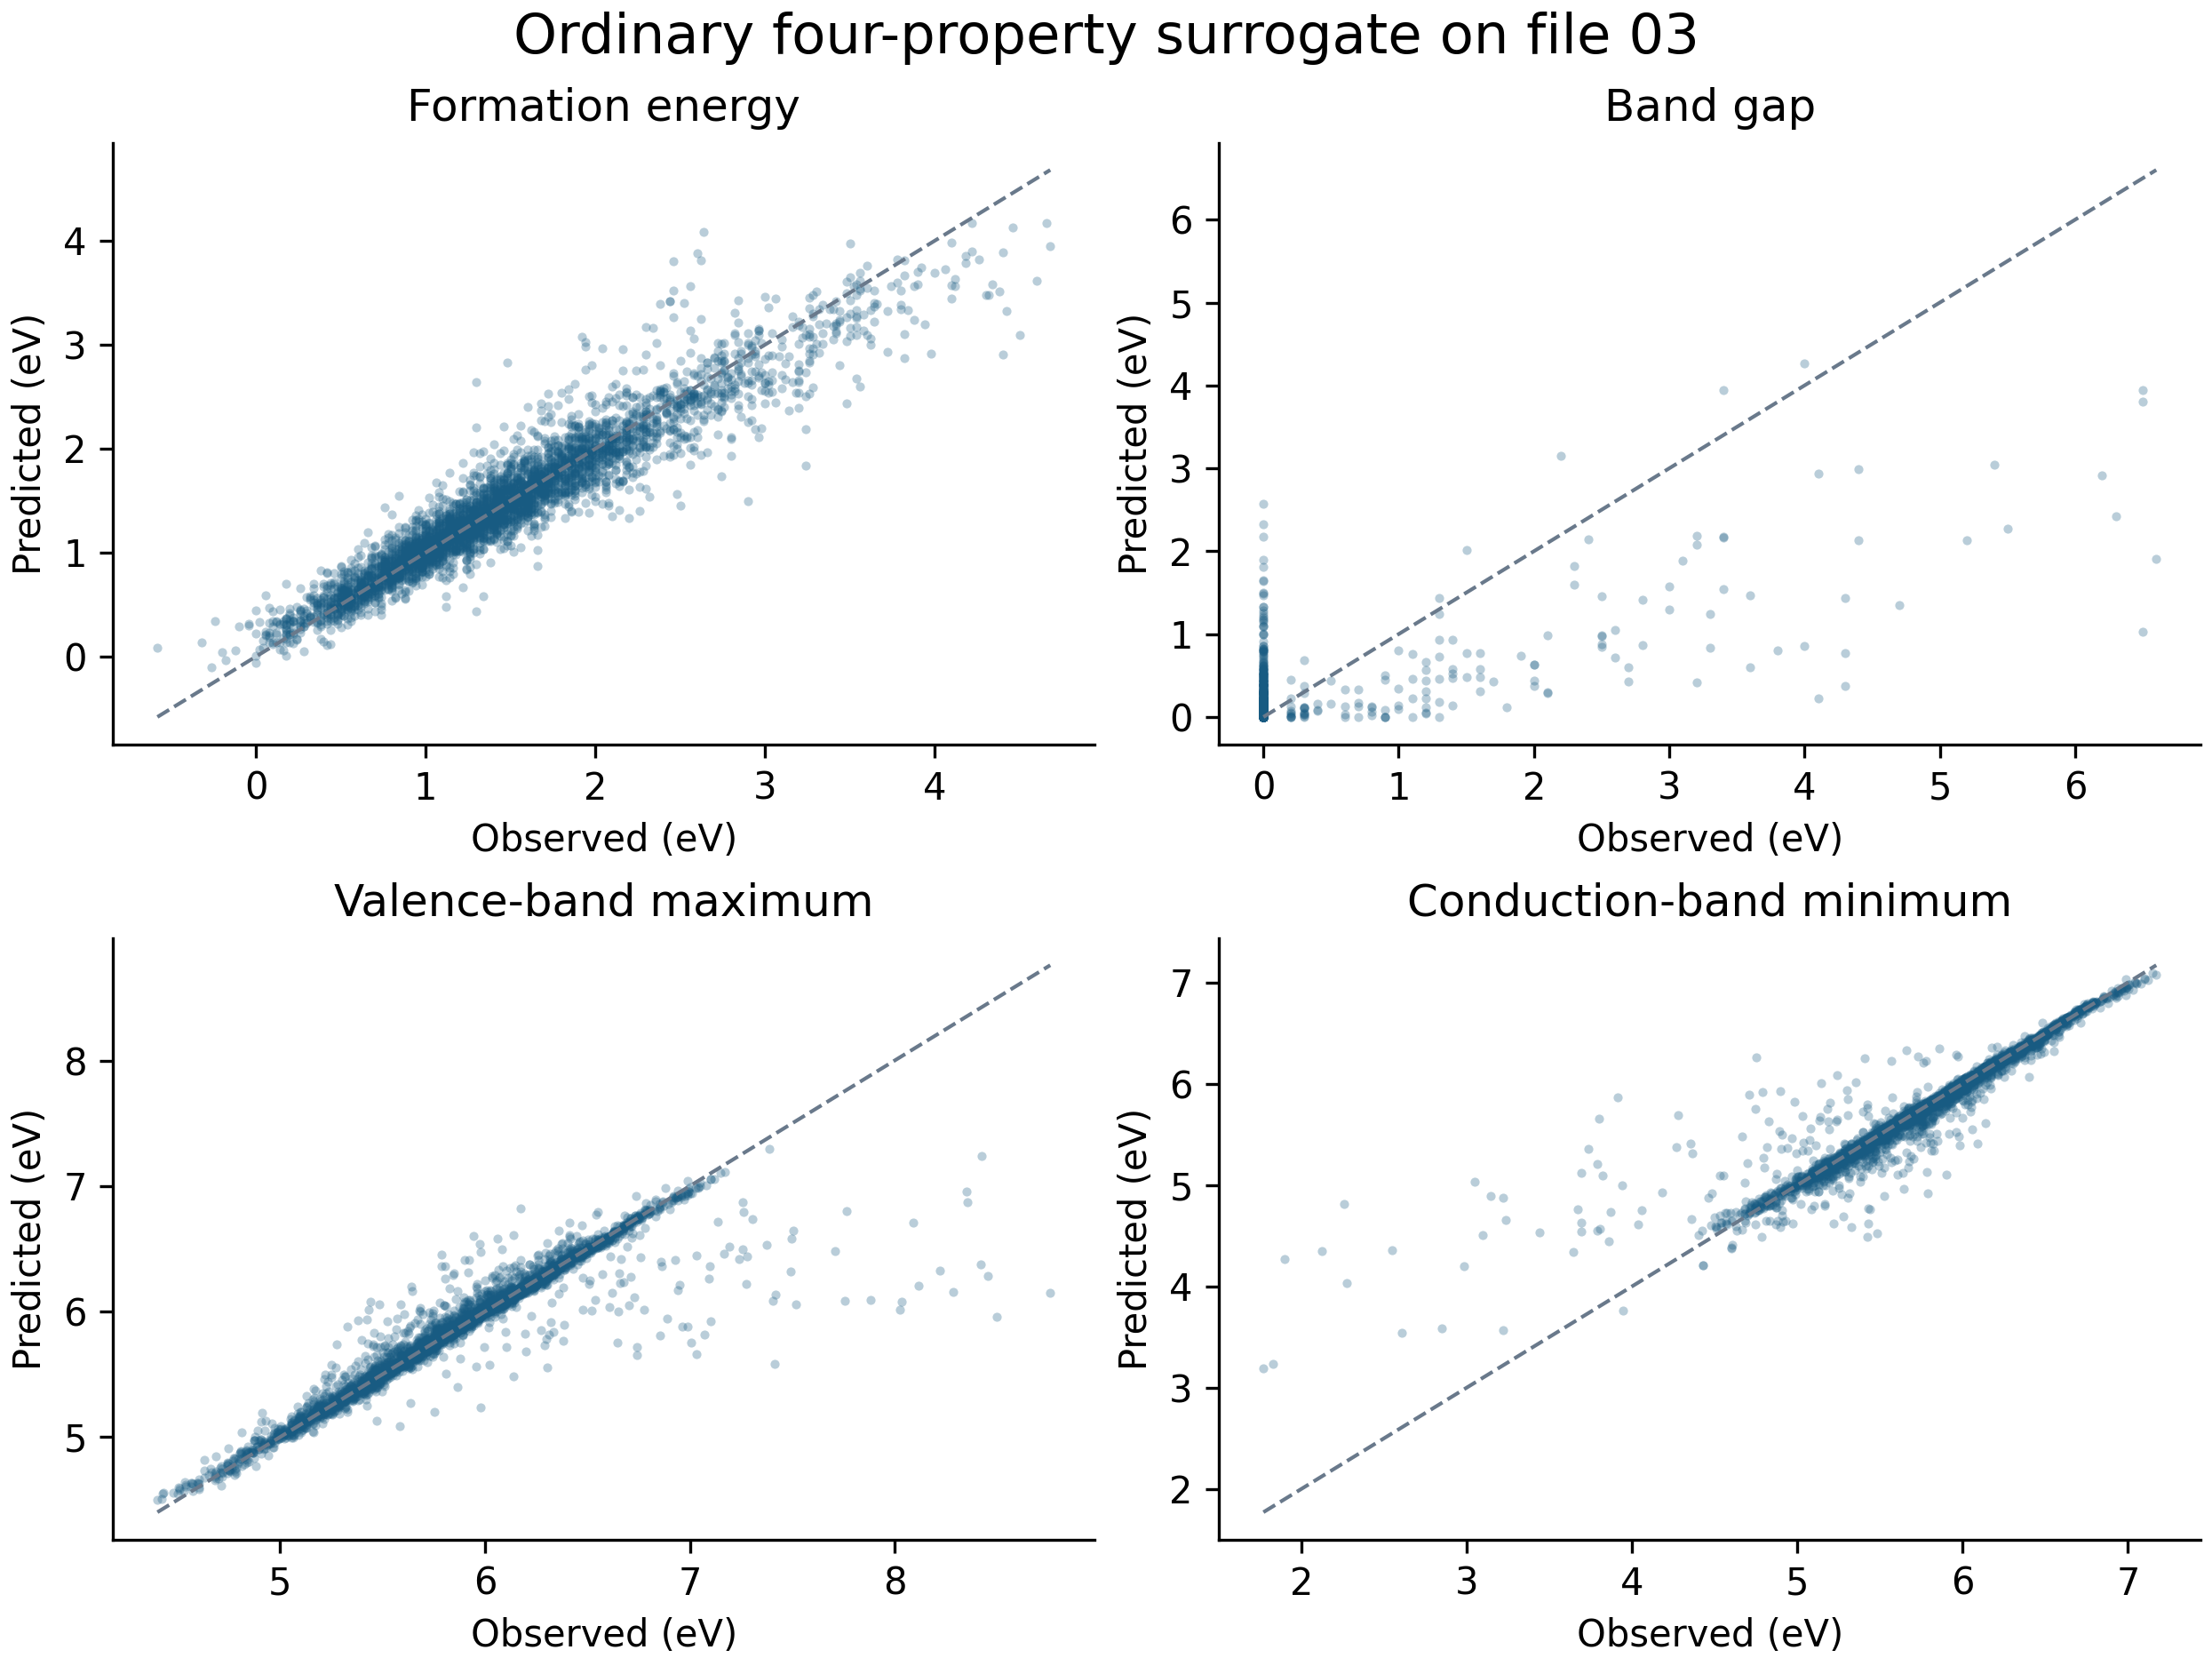 Ordinary four-property surrogate on file 03
Formation energy
Predicted (eV)
4
3
2
1
0
0 1 2 3 4
Observed (eV)
Band gap
Predicted (eV)
6
5
4
3
2
1
0
0 1 2 3 4 5 6
Observed (eV)
Valence-band maximum
Predicted (eV)
8
7
6
5
5 6 7 8
Observed (eV)
Conduction-band minimum
Predicted (eV)
7
6
5
4
3
2
2 3 4 5 6 7
Observed (eV)